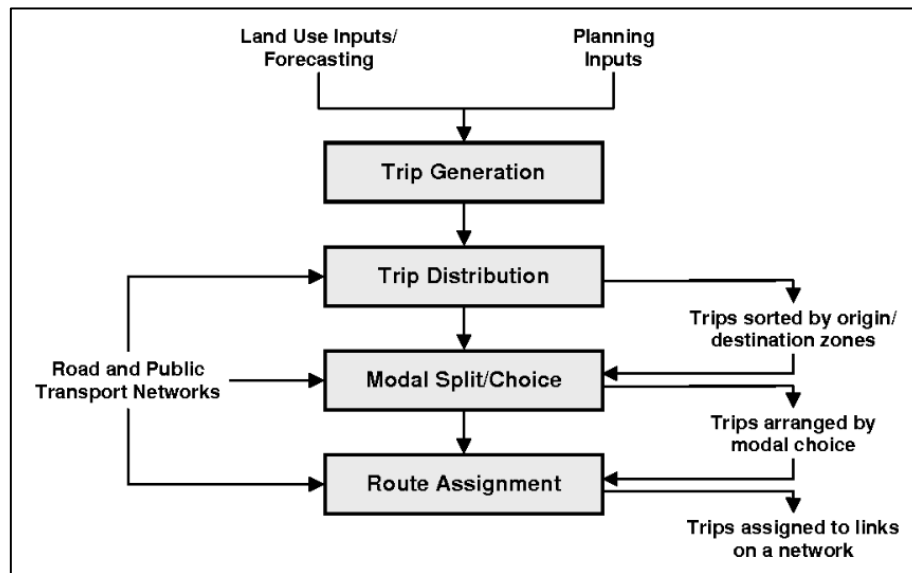 Land Use Inputs/
Forecasting
Planning
Inputs
Trip Generation
Trip Distribution
Trips sorted by origin/
destination zones
Road and Public
Transport Networks
Modal Split/Choice
Trips arranged by
modal choice
Route Assignment
Trips assigned to links
on a network